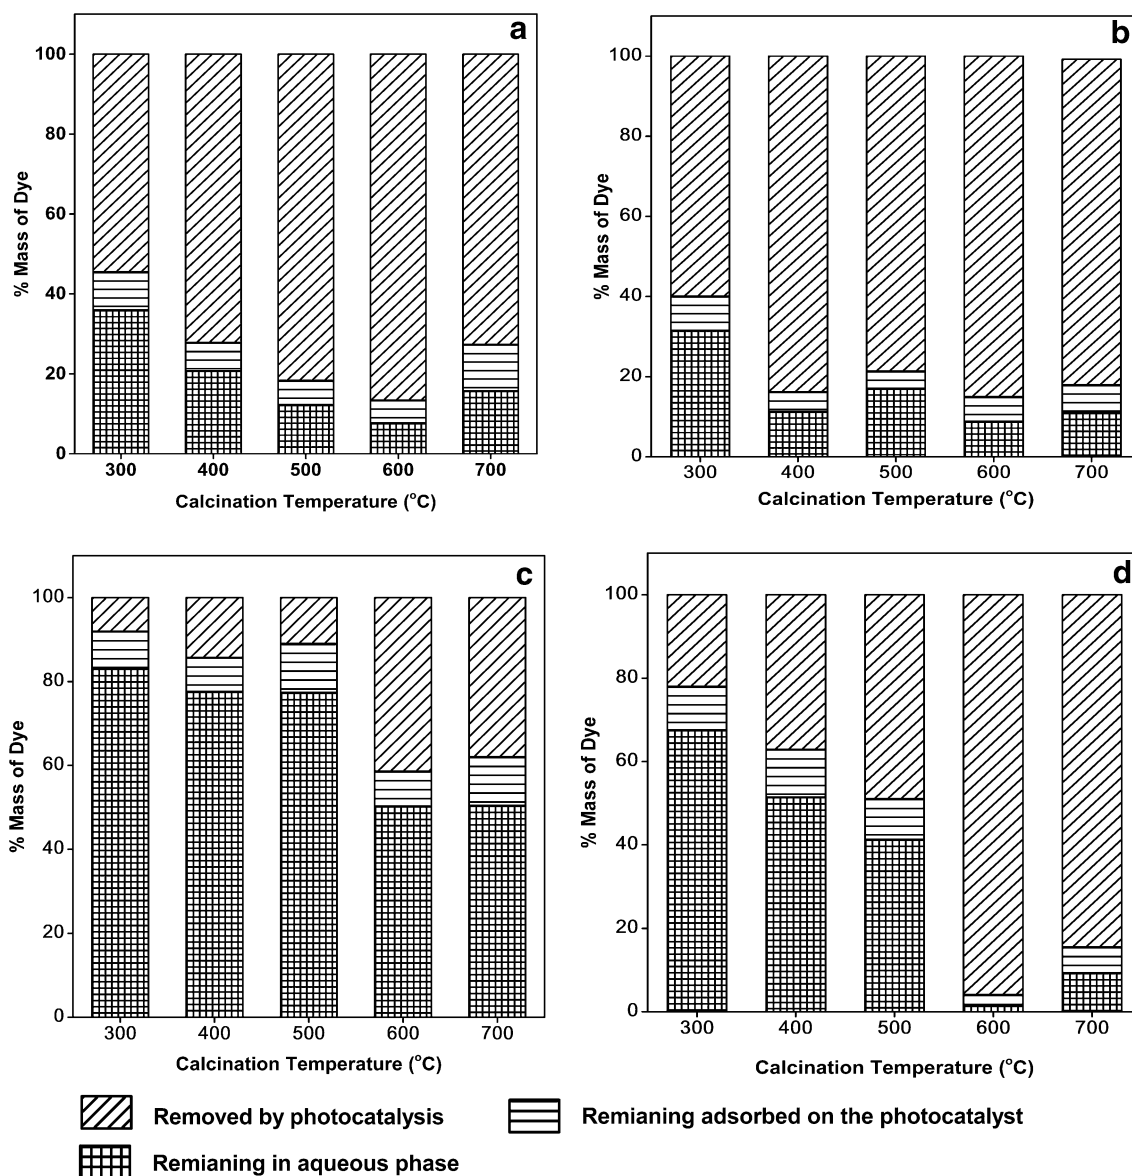 a
100
80
60
40
20
0
% Mass of Dye
300 400 500 600 700
Calcination Temperature (°C)
b
100
80
60
40
20
0
% Mass of Dye
300 400 500 600 700
Calcination Temperature (°C)
c
100
80
60
40
20
0
% Mass of Dye
300 400 500 600 700
Calcination Temperature (°C)
d
100
80
60
40
20
0
% Mass of Dye
300 400 500 600 700
Calcination Temperature (°C)
Removed by photocatalysis
Remianing adsorbed on the photocatalyst
Remianing in aqueous phase